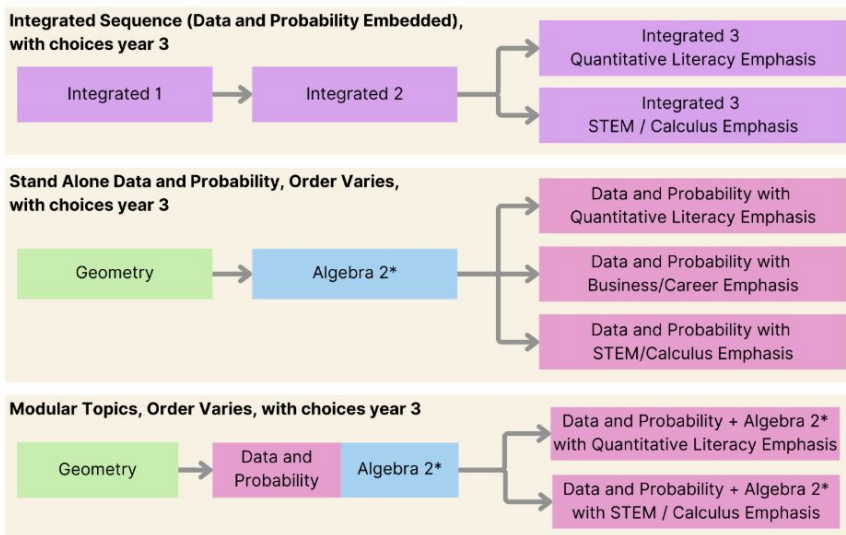 Integrated Sequence (Data and Probability Embedded),
with choices year 3
Integrated 1
Integrated 2
Integrated 3
Quantitative Literacy Emphasis
Integrated 3
STEM / Calculus Emphasis
Stand Alone Data and Probability, Order Varies,
with choices year 3
Geometry
Algebra 2*
Data and Probability with
Quantitative Literacy Emphasis
Data and Probability with
Business/Career Emphasis
Data and Probability with
STEM/Calculus Emphasis
Modular Topics, Order Varies, with choices year 3
Geometry
Data and
Probability
Algebra 2*
Data and Probability + Algebra 2*
with Quantitative Literacy Emphasis
Data and Probability + Algebra 2*
with STEM / Calculus Emphasis